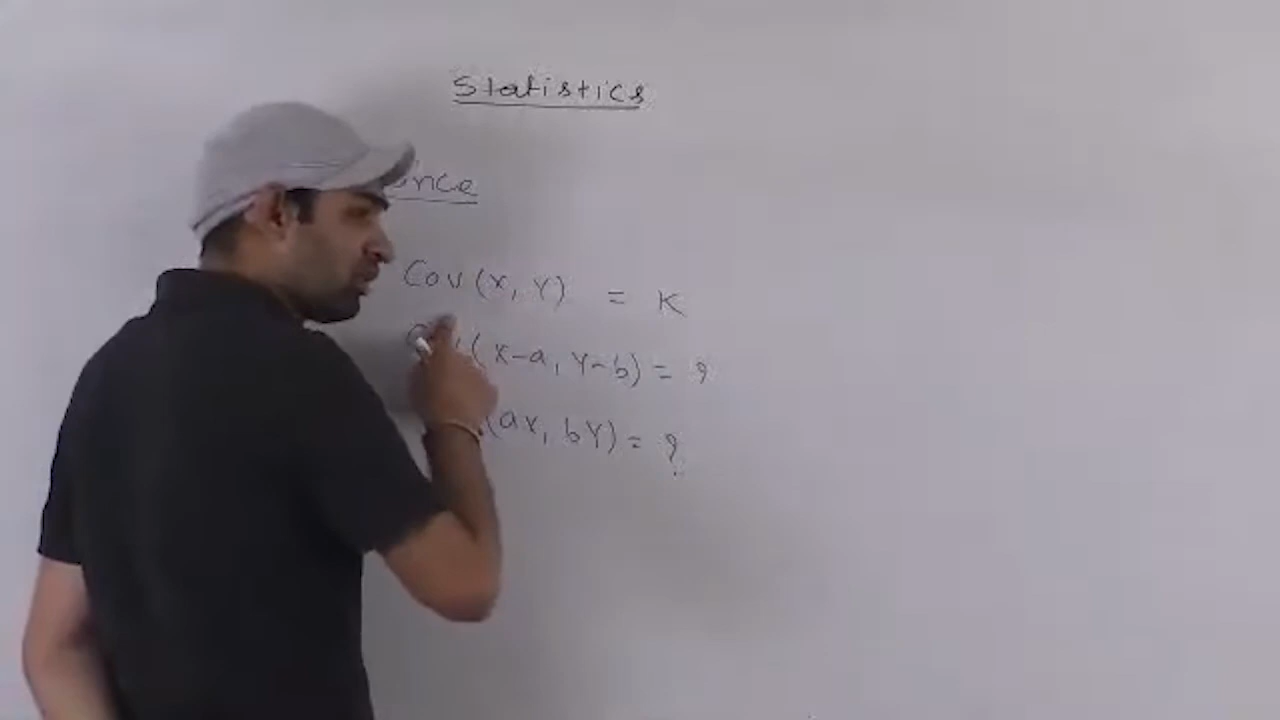 Statistics
Cov(X, Y) = K
(X-a, Y-b) = ?
(aX, bY) = ?